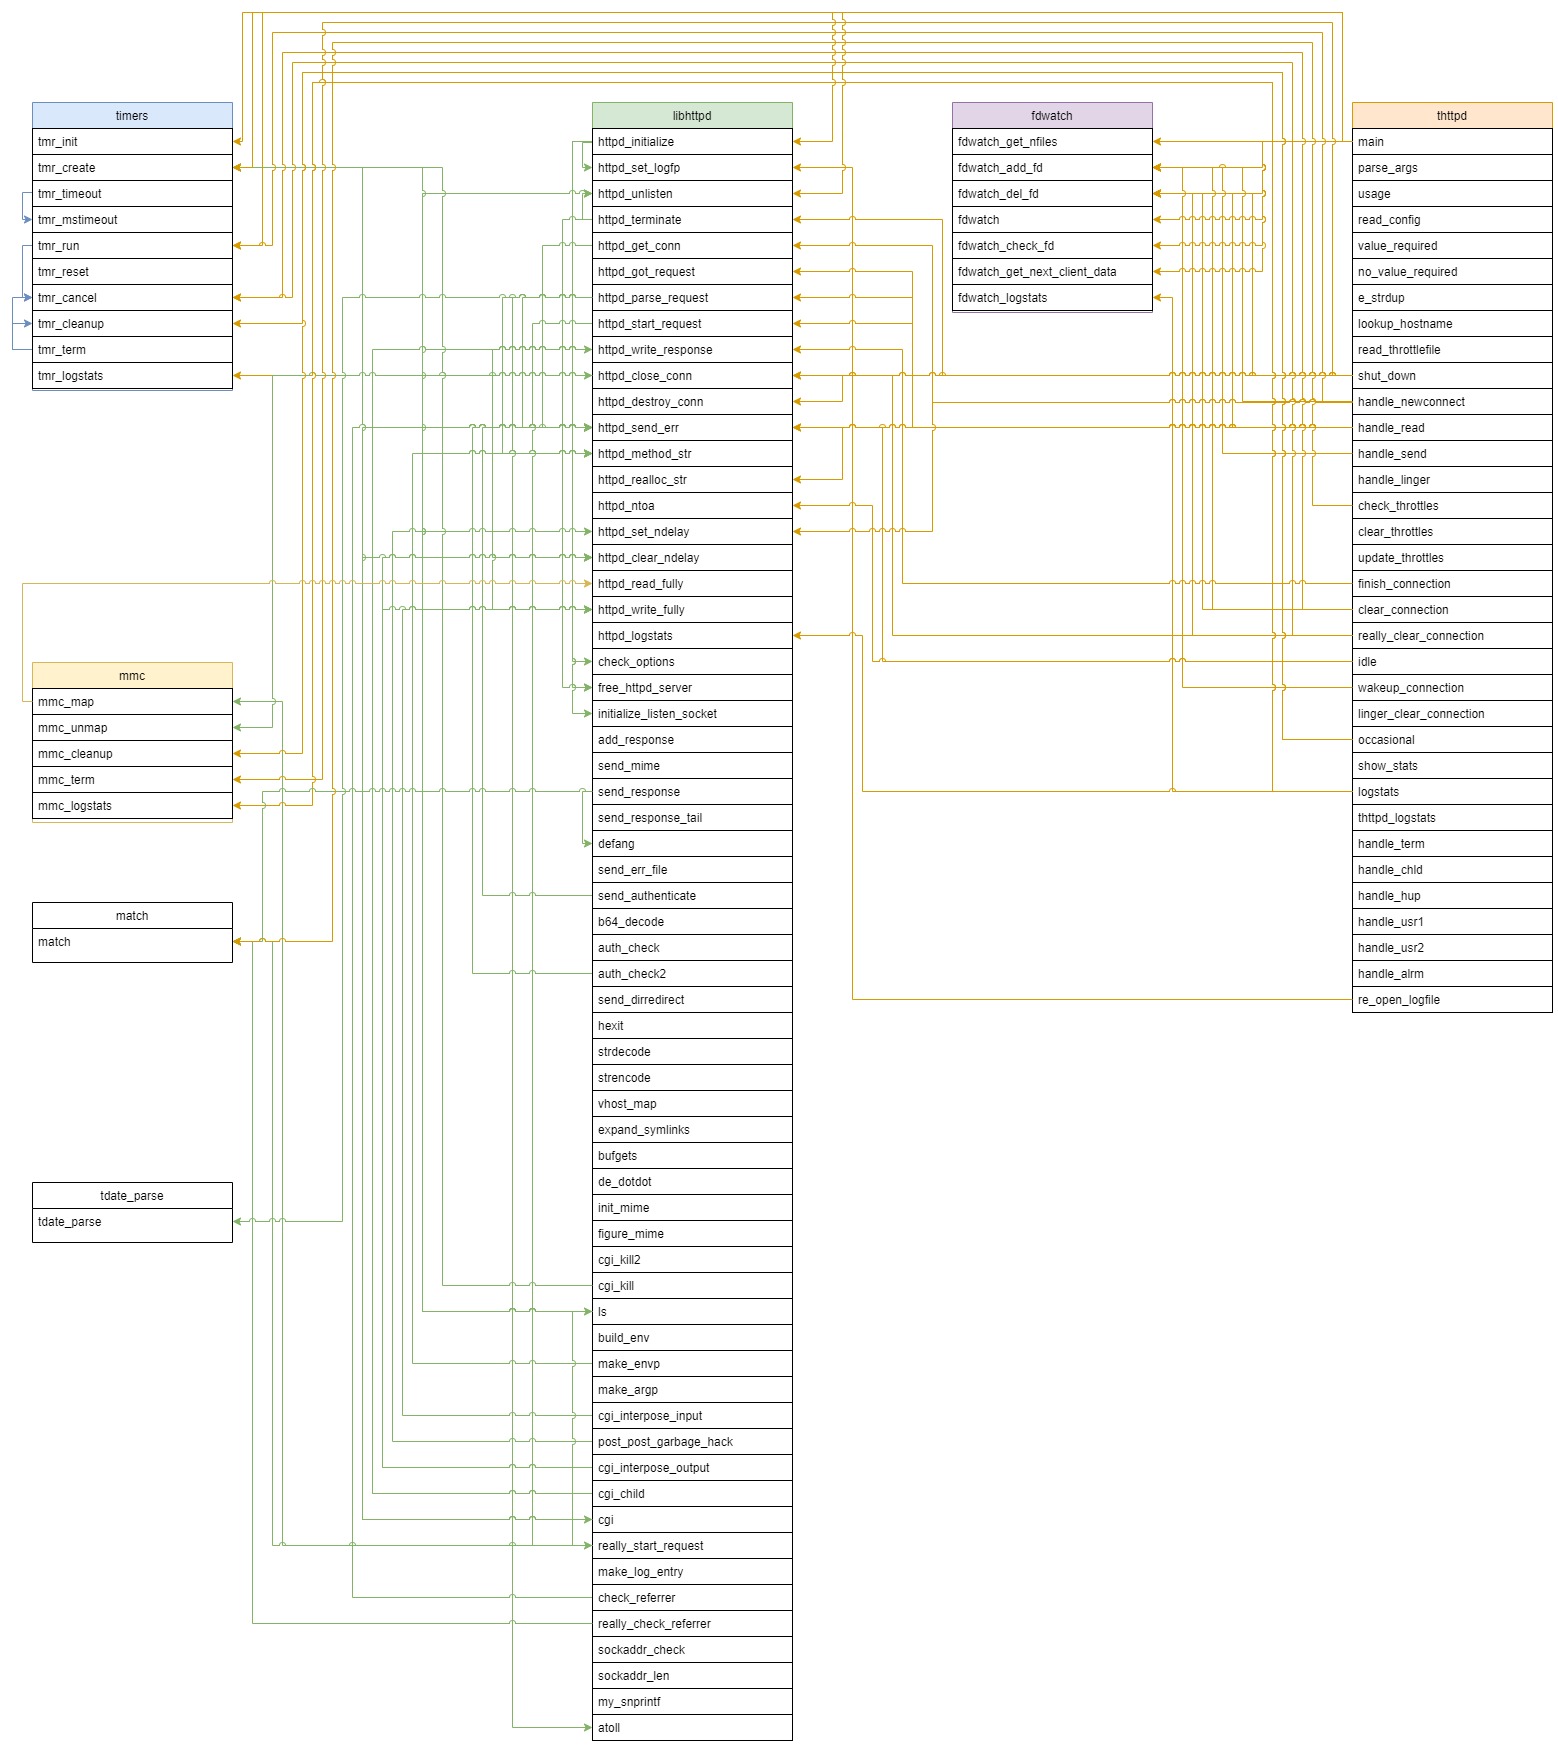 timers
tmr_init
tmr_create
tmr_timeout
tmr_mstimeout
tmr_run
tmr_reset
tmr_cancel
tmr_cleanup
tmr_term
tmr_logstats
mmc
mmc_map
mmc_unmap
mmc_cleanup
mmc_term
mmc_logstats
match
match
tdate_parse
tdate_parse
libhttpd
httpd_initialize
httpd_set_logfp
httpd_unlisten
httpd_terminate
httpd_get_conn
httpd_got_request
httpd_parse_request
httpd_start_request
httpd_write_response
httpd_close_conn
httpd_destroy_conn
httpd_send_err
httpd_method_str
httpd_realloc_str
httpd_ntoa
httpd_set_ndelay
httpd_clear_ndelay
httpd_read_fully
httpd_write_fully
httpd_logstats
check_options
free_httpd_server
initialize_listen_socket
add_response
send_mime
send_response
send_response_tail
defang
send_err_file
send_authenticate
b64_decode
auth_check
auth_check2
send_dirredirect
hexit
strdecode
strencode
vhost_map
expand_symlinks
bufgets
de_dotdot
init_mime
figure_mime
cgi_kill2
cgi_kill
ls
build_env
make_envp
make_argp
cgi_interpose_input
post_post_garbage_hack
cgi_interpose_output
cgi_child
cgi
really_start_request
make_log_entry
check_referrer
really_check_referrer
sockaddr_check
sockaddr_len
my_snprintf
atoll
fdwatch
fdwatch_get_nfiles
fdwatch_add_fd
fdwatch_del_fd
fdwatch
fdwatch_check_fd
fdwatch_get_next_client_data
fdwatch_logstats
thttpd
main
parse_args
usage
read_config
value_required
no_value_required
e_strdup
lookup_hostname
read_throttlefile
shut_down
handle_newconnect
handle_read
handle_send
handle_linger
check_throttles
clear_throttles
update_throttles
finish_connection
clear_connection
really_clear_connection
idle
wakeup_connection
linger_clear_connection
occasional
show_stats
logstats
thttpd_logstats
handle_term
handle_chld
handle_hup
handle_usr1
handle_usr2
handle_alrm
re_open_logfile